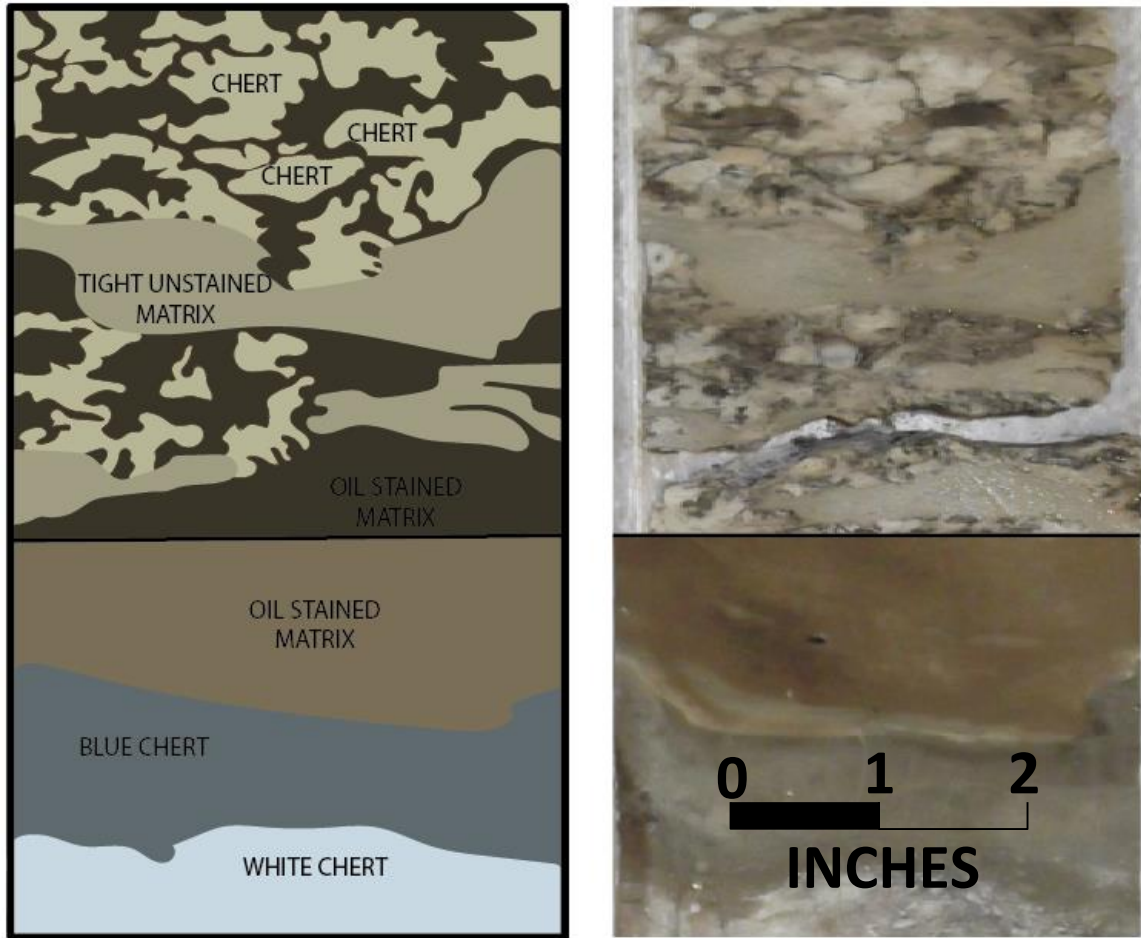 CHERT
CHERT
CHERT
TIGHT UNSTAINED
MATRIX
OIL STAINED
MATRIX
OIL STAINED
MATRIX
BLUE CHERT
WHITE CHERT
0 1 2
INCHES